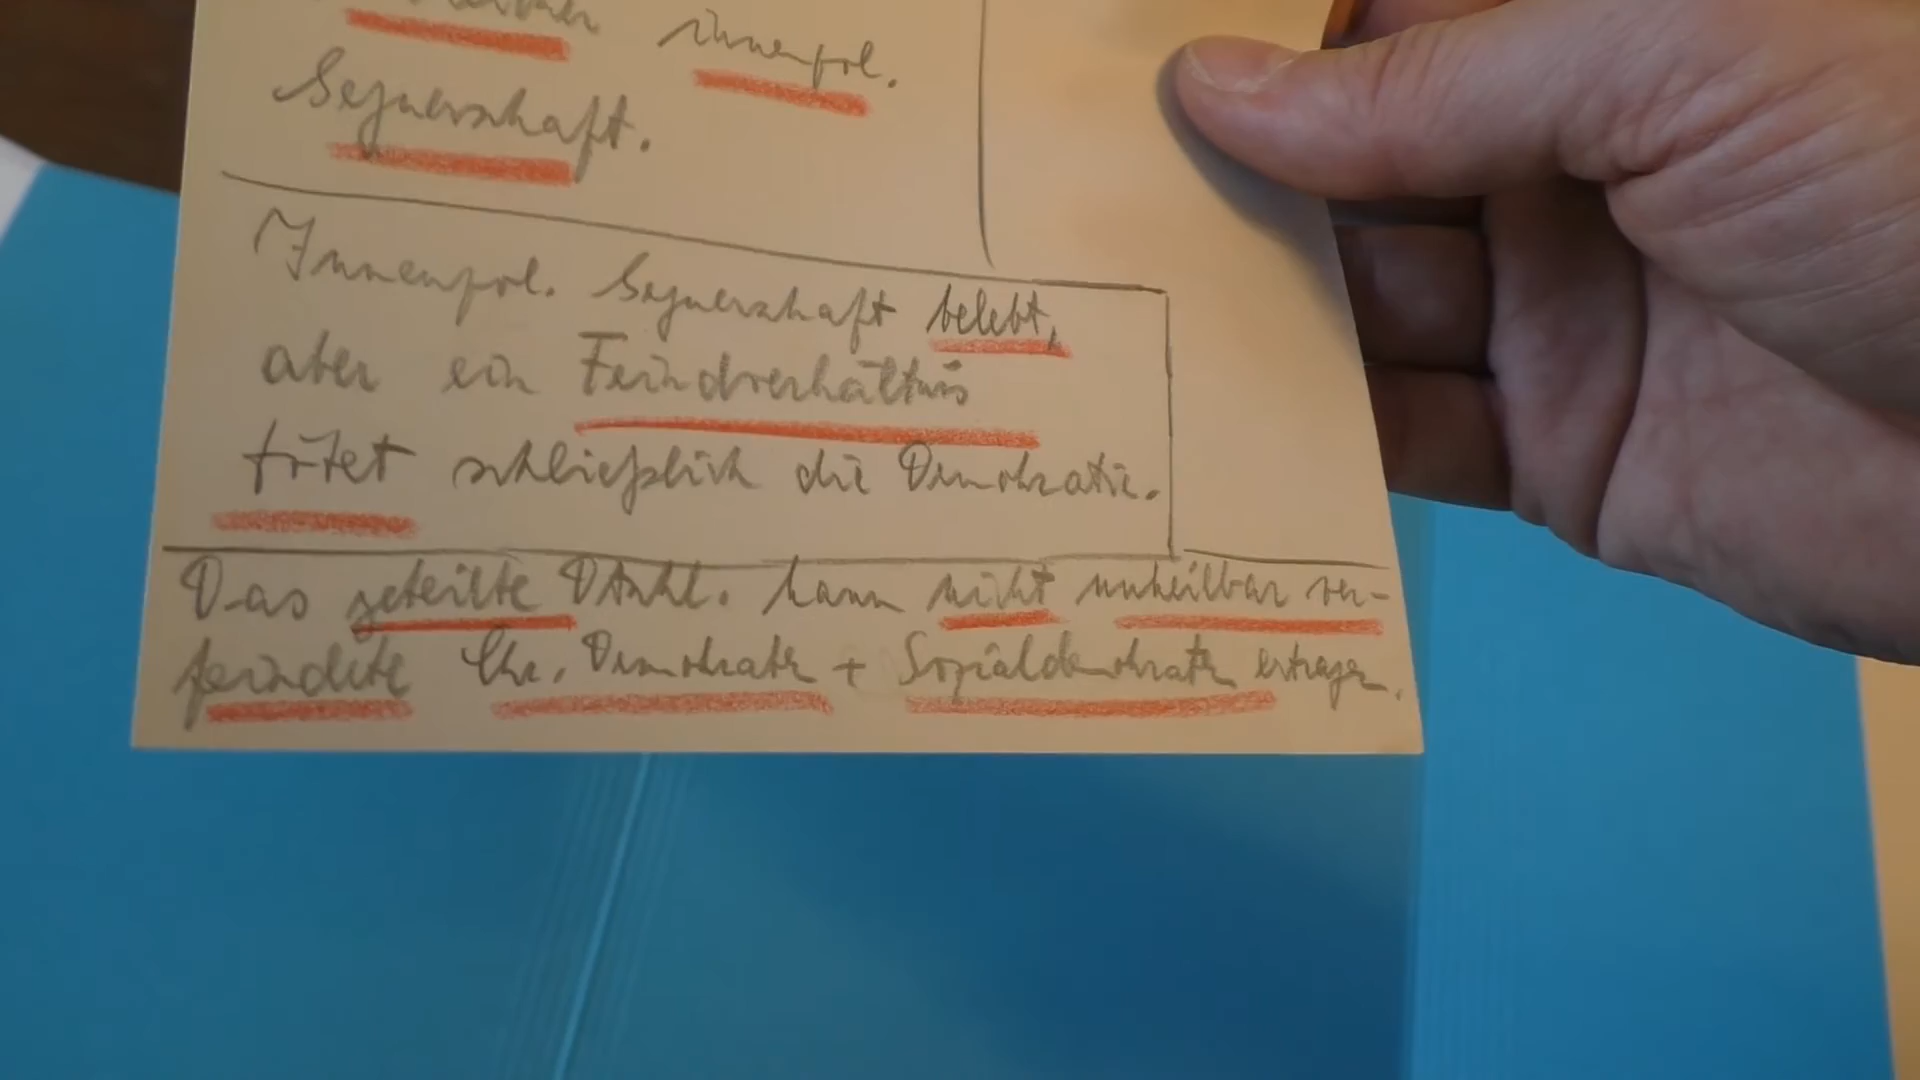 innenpol.
Gegnerschaft.
Innenpol. Gegnerschaft belebt,
aber ein Feindverhältnis
tötet schließlich die Demokratie.
Das geteilte Dtschl. kann nicht unheilbar ver-
feindete Chr. Demokraten + Sozialdemokraten ertragen.